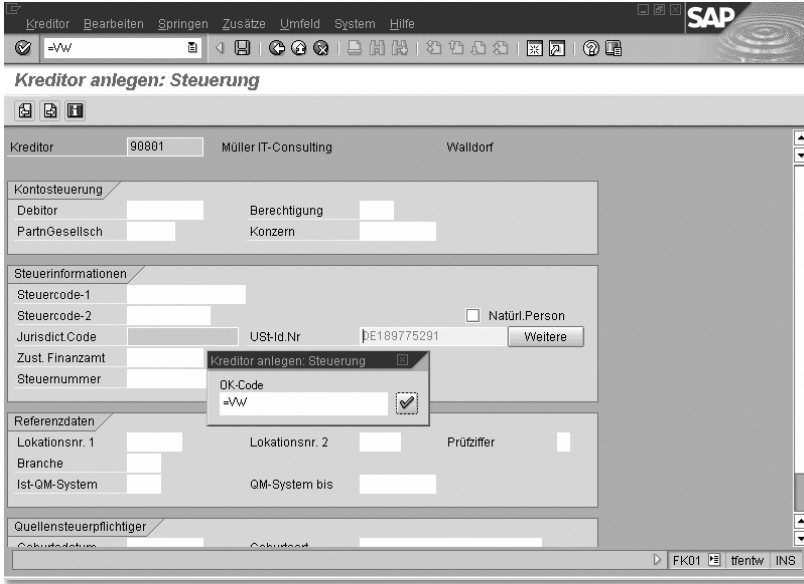 Kreditor Bearbeiten Springen Zusätze Umfeld System Hilfe
SAP
=VW
Kreditor anlegen: Steuerung
Kreditor 90801 Müller IT-Consulting Walldorf
Kontosteuerung
Debitor Berechtigung
PartnGesellsch Konzern
Steuerinformationen
Steuercode-1
Steuercode-2 Natürl.Person
Jurisdict.Code USt-Id.Nr DE189775291 Weitere
Zust. Finanzamt
Steuernummer
Kreditor anlegen: Steuerung
OK-Code
=VW
Referenzdaten
Lokationsnr. 1 Lokationsnr. 2 Prüfziffer
Branche
Ist-QM-System QM-System bis
Quellensteuerpflichtiger
Geburtsdatum Geburtsort
FK01 tfentw INS